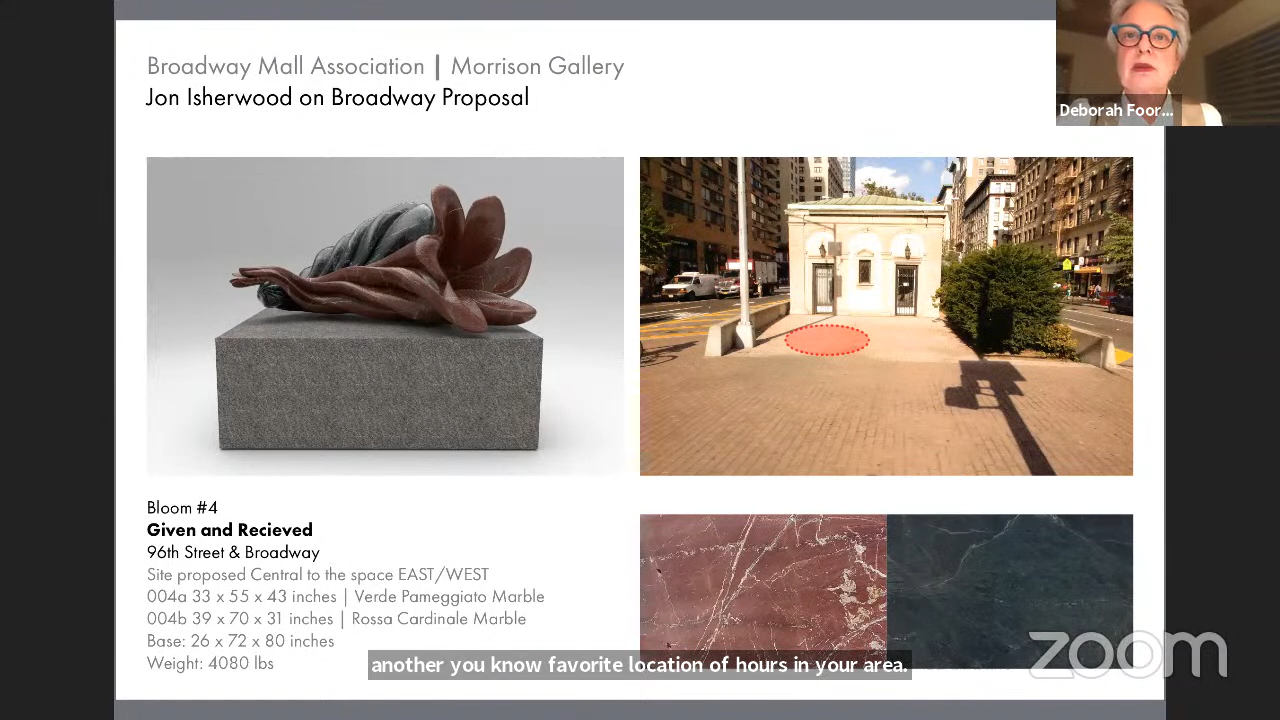 Broadway Mall Association | Morrison Gallery
Jon Isherwood on Broadway Proposal
Deborah Foor...
Bloom #4
Given and Recieved
96th Street & Broadway
Site proposed Central to the space EAST/WEST
004a 33 x 55 x 43 inches | Verde Pameggiato Marble
004b 39 x 70 x 31 inches | Rossa Cardinale Marble
Base: 26 x 72 x 80 inches
Weight: 4080 lbs
another you know favorite location of hours in your area.
zoom